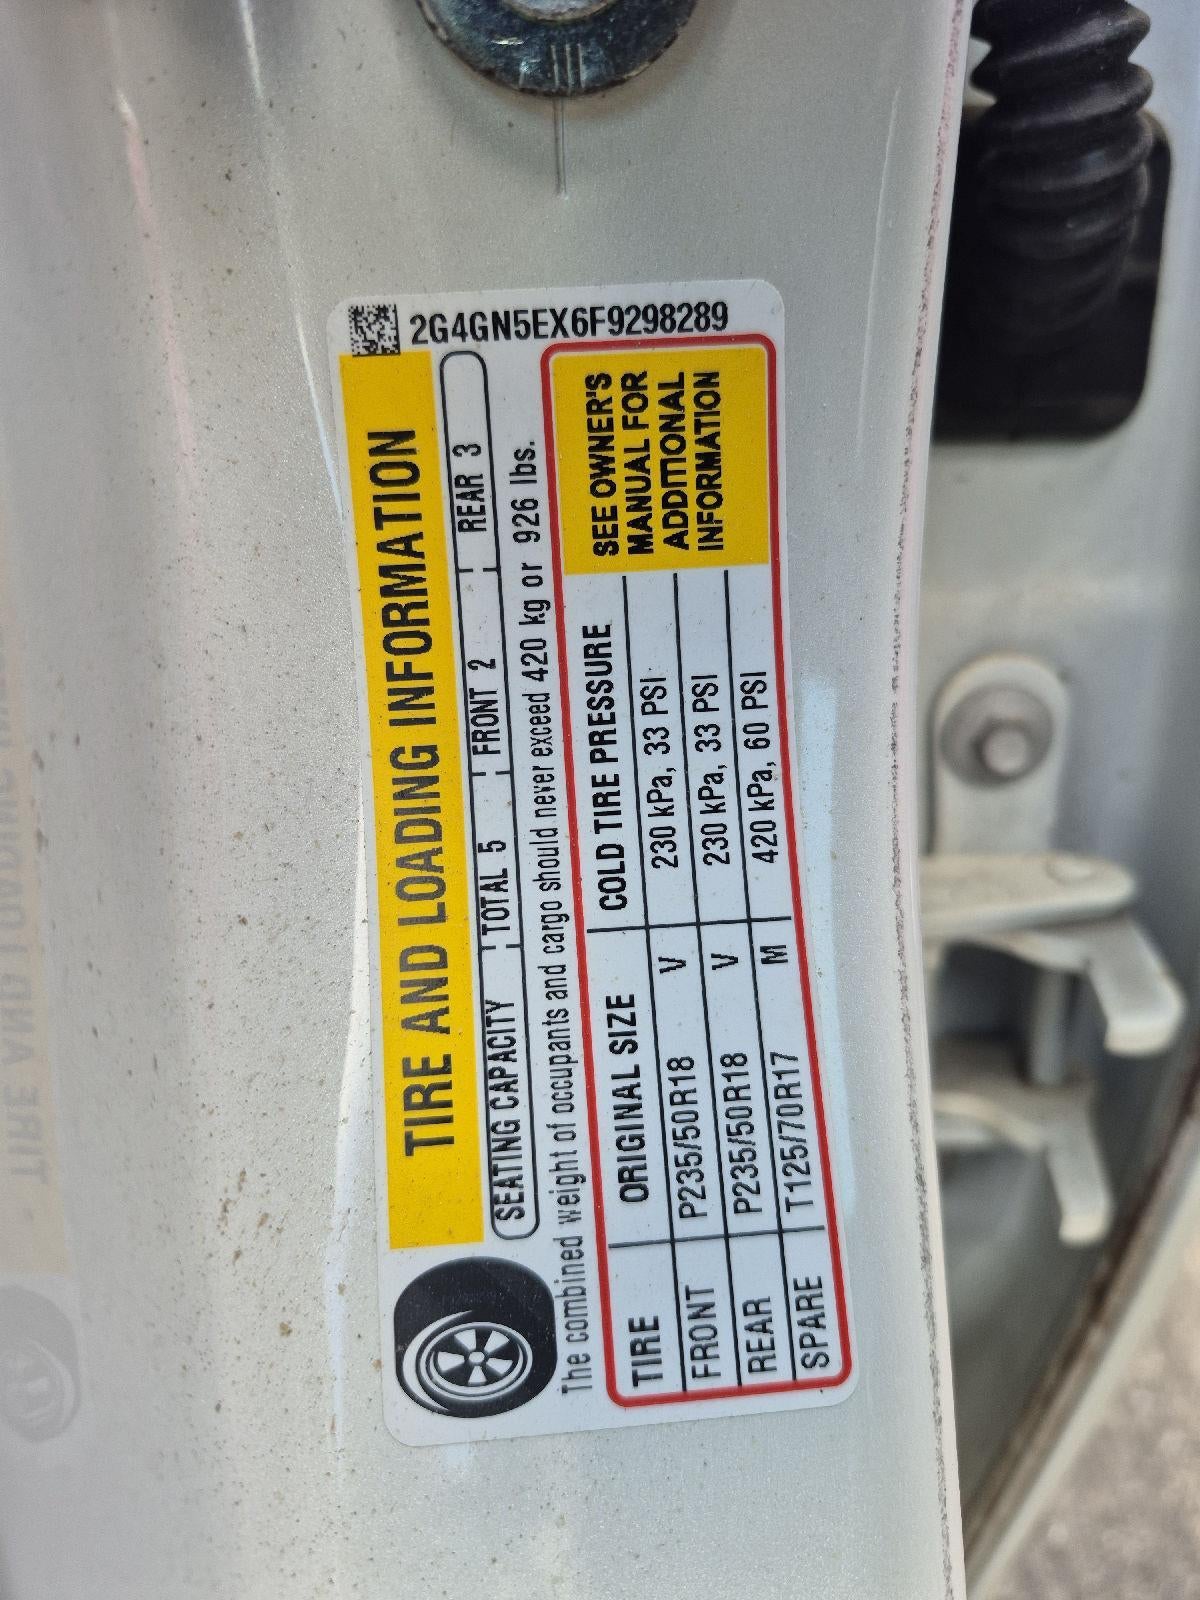 2G4GN5EX6F9298289
TIRE AND LOADING INFORMATION
SEATING CAPACITY TOTAL 5 FRONT 2 REAR 3
The combined weight of occupants and cargo should never exceed 420 kg or 926 lbs.
TIRE ORIGINAL SIZE COLD TIRE PRESSURE
FRONT P235/50R18 V 230 kPa, 33 PSI
REAR P235/50R18 V 230 kPa, 33 PSI
SPARE T125/70R17 M 420 kPa, 60 PSI
SEE OWNER'S
MANUAL FOR
ADDITIONAL
INFORMATION